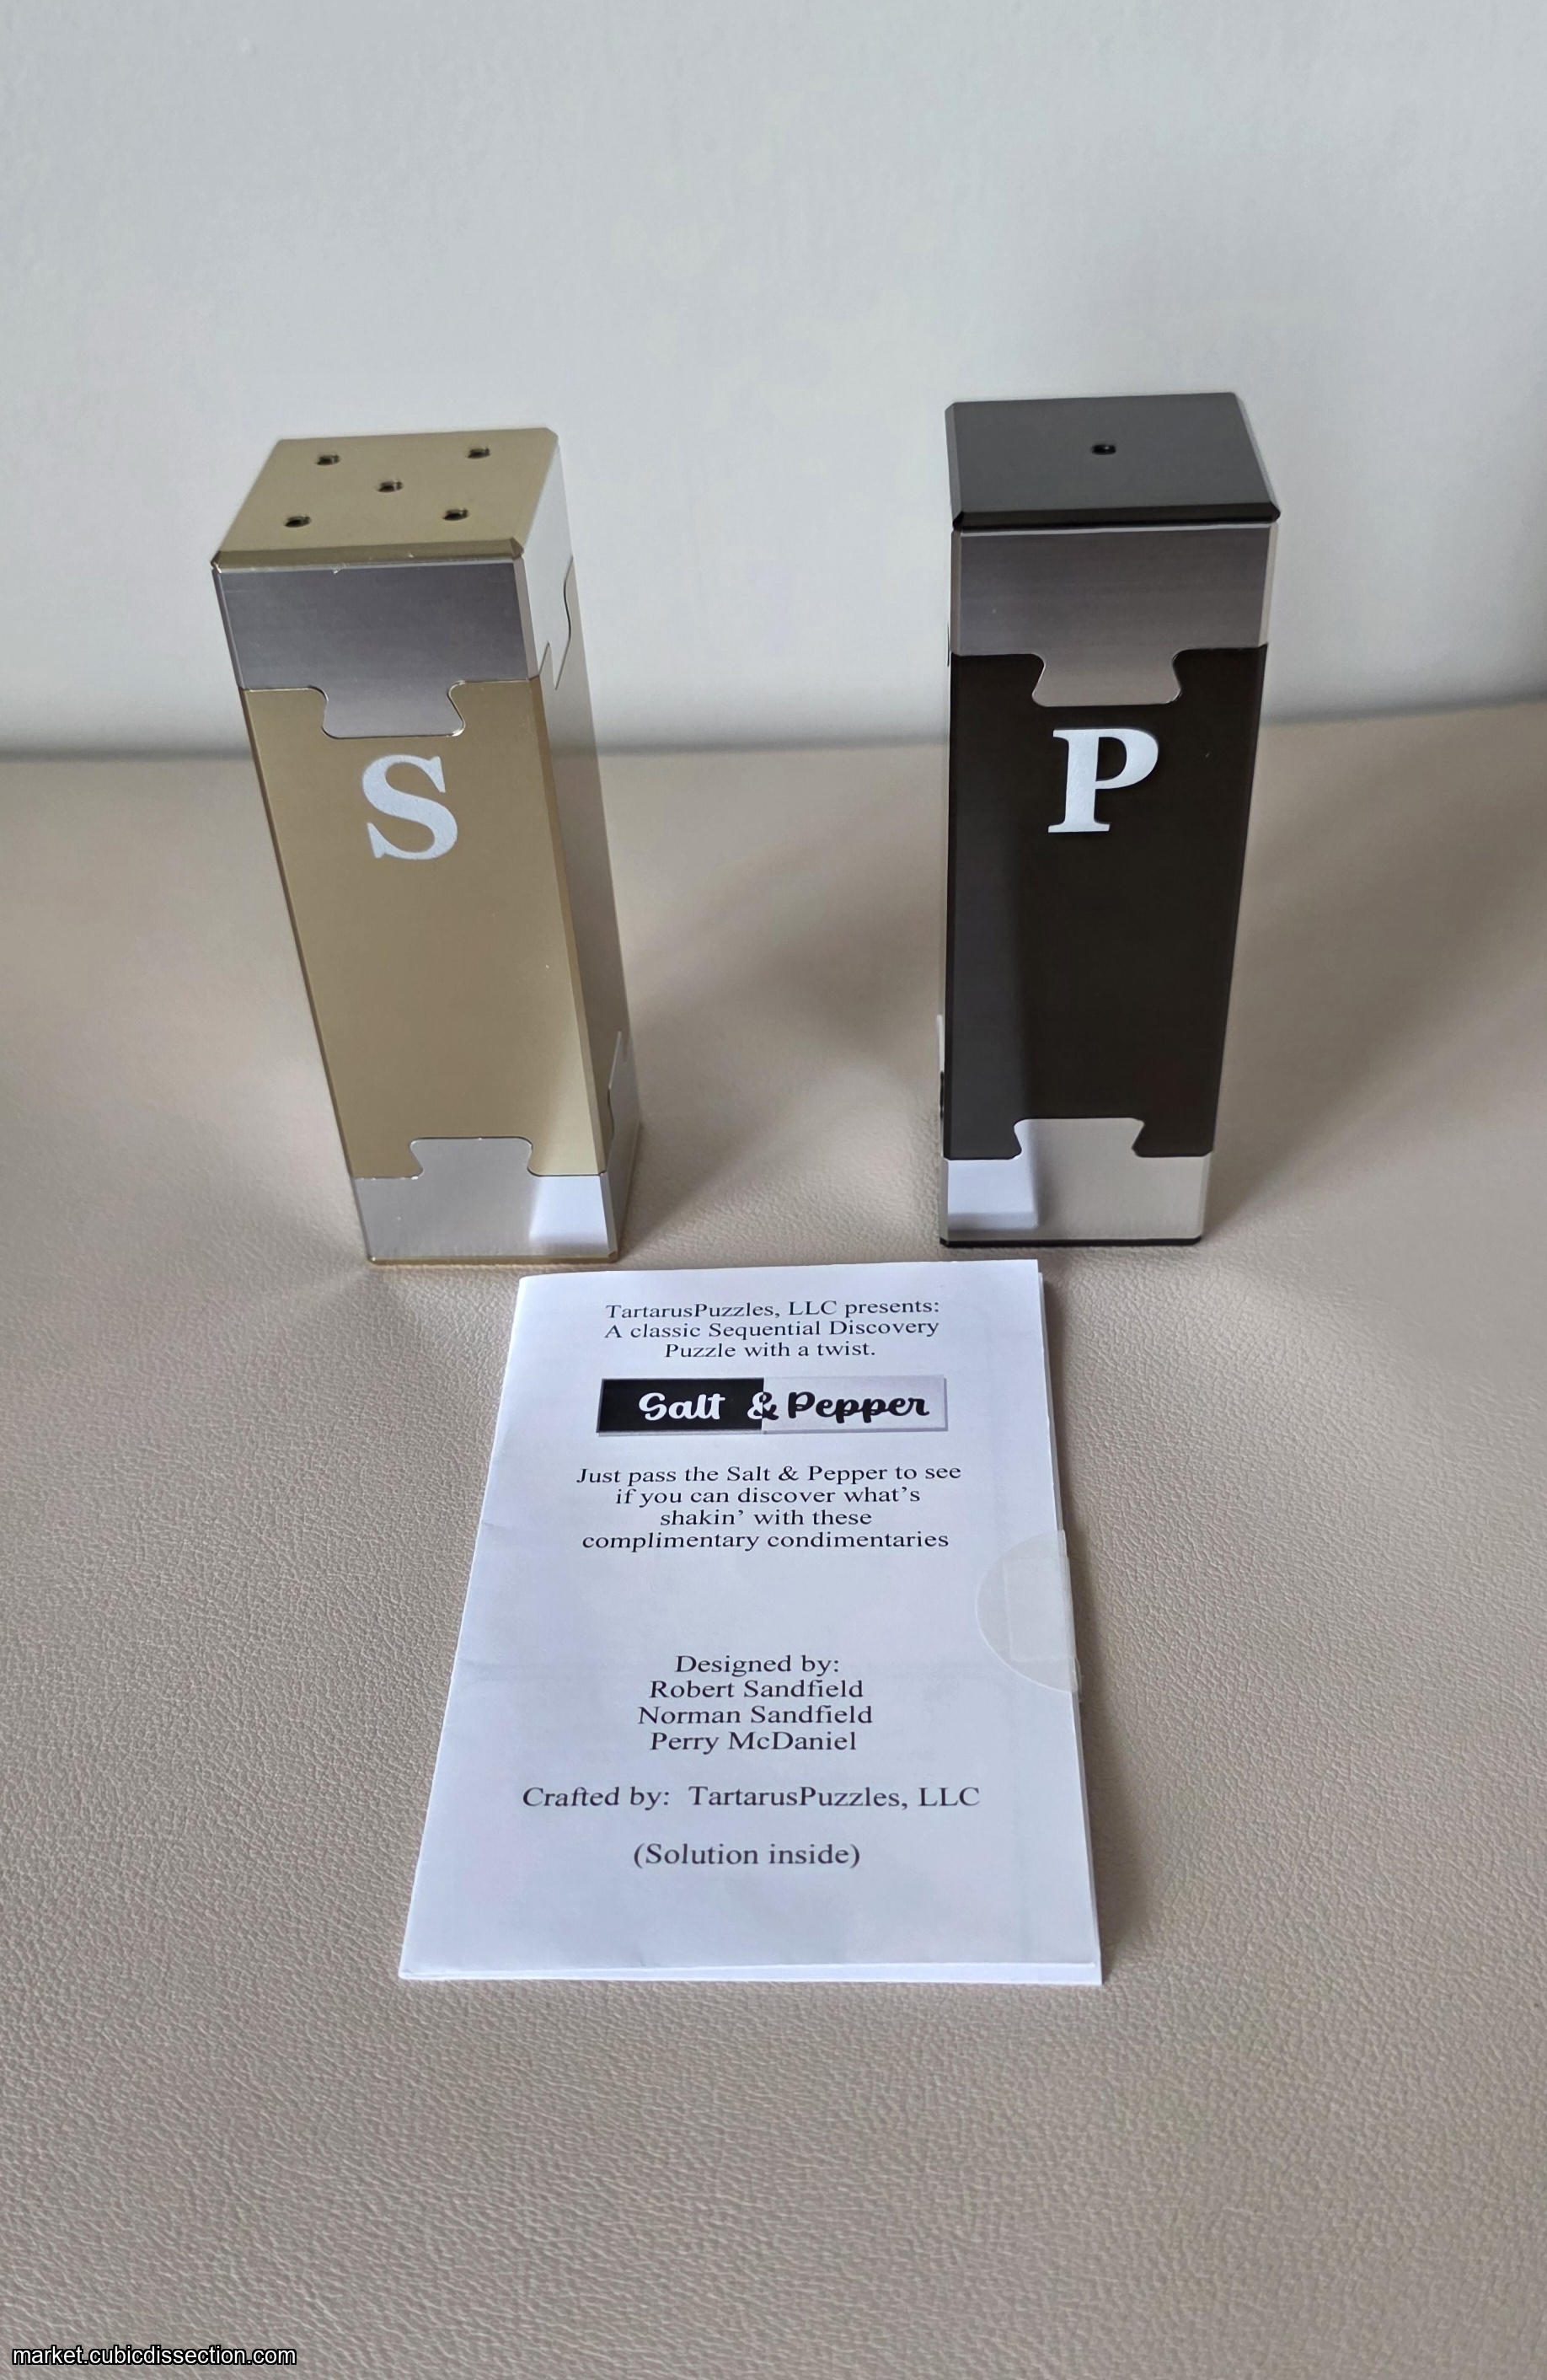 S
P
TartarusPuzzles, LLC presents:
A classic Sequential Discovery
Puzzle with a twist.
Salt & Pepper
Just pass the Salt & Pepper to see
if you can discover what's
shakin' with these
complimentary condimentaries
Designed by:
Robert Sandfield
Norman Sandfield
Perry McDaniel
Crafted by: TartarusPuzzles, LLC
(Solution inside)
market.cubicdissection.com